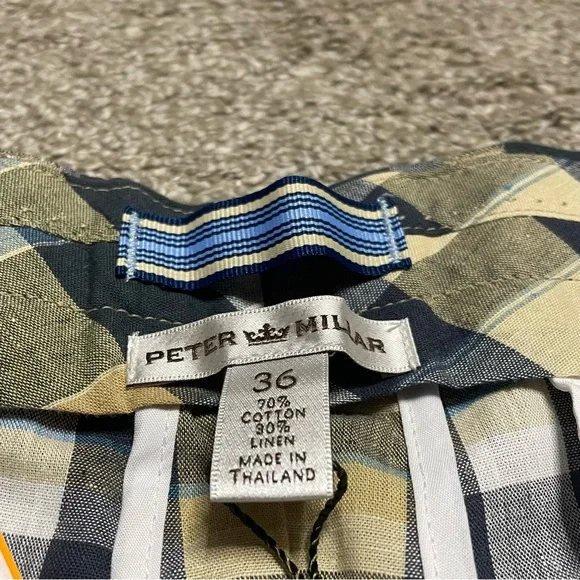 PETER MILLAR
36
70%
COTTON
30%
LINEN
MADE IN
THAILAND